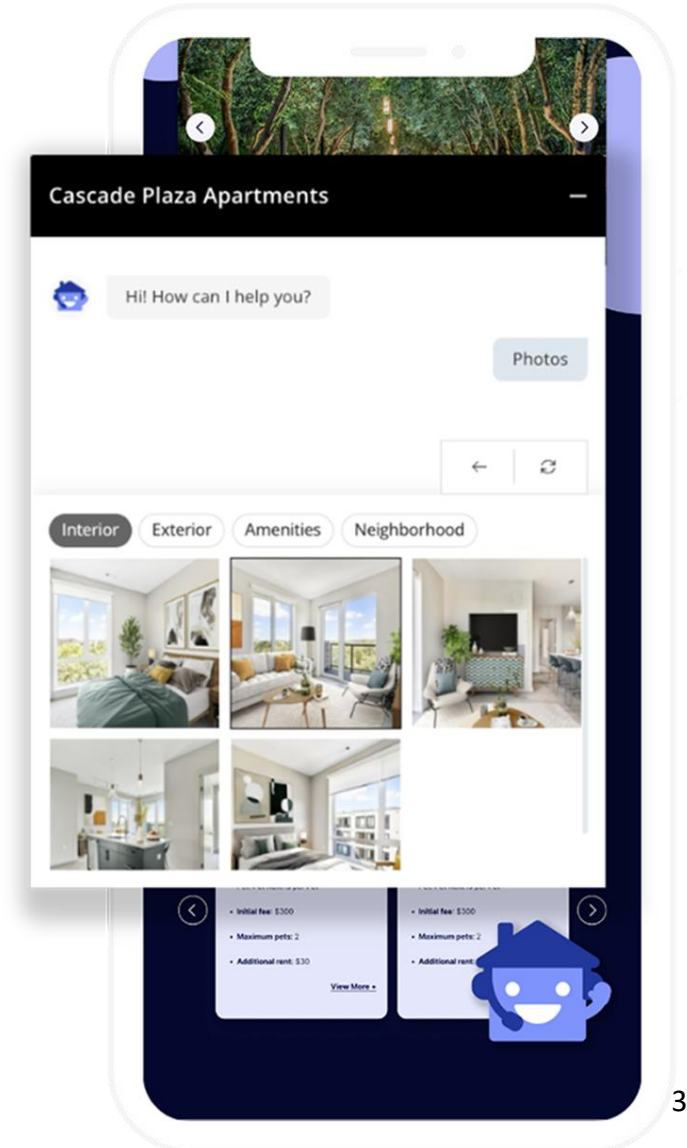 Cascade Plaza Apartments
Hi! How can I help you?
Photos
Interior Exterior Amenities Neighborhood
• Initial fee: $300
• Initial fee: $300
• Maximum pets: 2
• Maximum pets: 2
• Additional rent: $30
• Additional rent:
View More
3